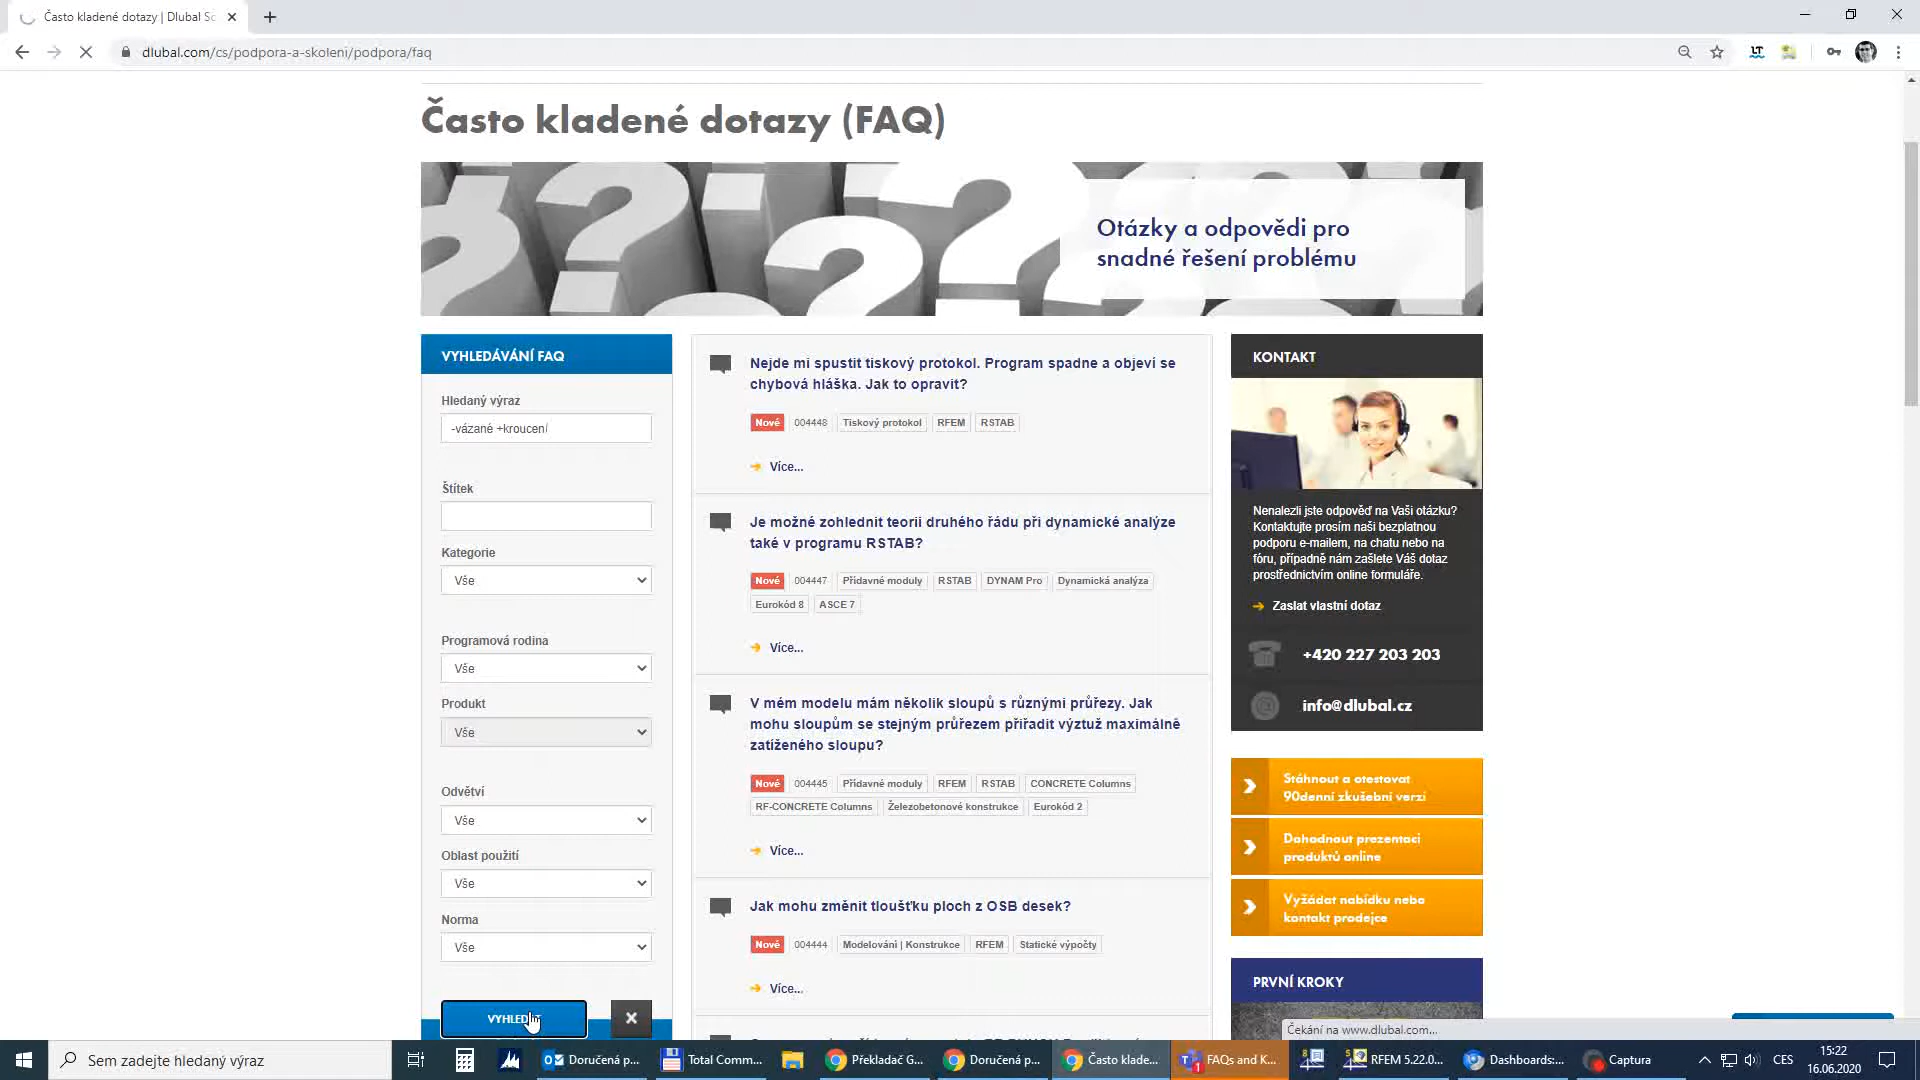 Často kladené dotazy | Dlubal So
dlubal.com/cs/podpora-a-skoleni/podpora/faq
Často kladené dotazy (FAQ)
Otázky a odpovědi pro
snadné řešení problému
VYHLEDÁVÁNÍ FAQ
Hledaný výraz
-vázané +kroucení
Štítek
Kategorie
Vše
Programová rodina
Vše
Produkt
Vše
Odvětví
Vše
Oblast použití
Vše
Norma
Vše
Nejde mi spustit tiskový protokol. Program spadne a objeví se
chybová hláška. Jak to opravit?
Nové 004448 Tiskový protokol RFEM RSTAB
Více...
Je možné zohlednit teorii druhého řádu při dynamické analýze
také v programu RSTAB?
Nové 004447 Přídavné moduly RSTAB DYNAM Pro Dynamická analýza
Eurokód 8 ASCE 7
Více...
V mém modelu mám několik sloupů s různými průřezy. Jak
mohu sloupům se stejným průřezem přiřadit výztuž maximálně
zatíženého sloupu?
Nové 004445 Přídavné moduly RFEM RSTAB CONCRETE Columns
RF-CONCRETE Columns Železobetonové konstrukce Eurokód 2
Více...
Jak mohu změnit tloušťku ploch z OSB desek?
Nové 004444 Modelování | Konstrukce RFEM Statické výpočty
Více...
KONTAKT
Nenalezli jste odpověď na Vaši otázku?
Kontaktujte prosím naši bezplatnou
podporu e-mailem, na chatu nebo na
fóru, případně nám zašlete Váš dotaz
prostřednictvím online formuláře.
Zaslat vlastní dotaz
+420 227 203 203
info@dlubal.cz
Stáhnout a otestovat
90denní zkušební verzi
Dohodnout prezentaci
produktů online
Vyžádat nabídku nebo
kontakt prodejce
PRVNÍ KROKY
Čekání na www.dlubal.com...
Sem zadejte hledaný výraz
Doručená p...
Total Comm...
Překladač G...
Doručená p...
Často klade...
FAQs and K...
RFEM 5.22.0...
Dashboards:...
Captura
CES
15:22
16.06.2020